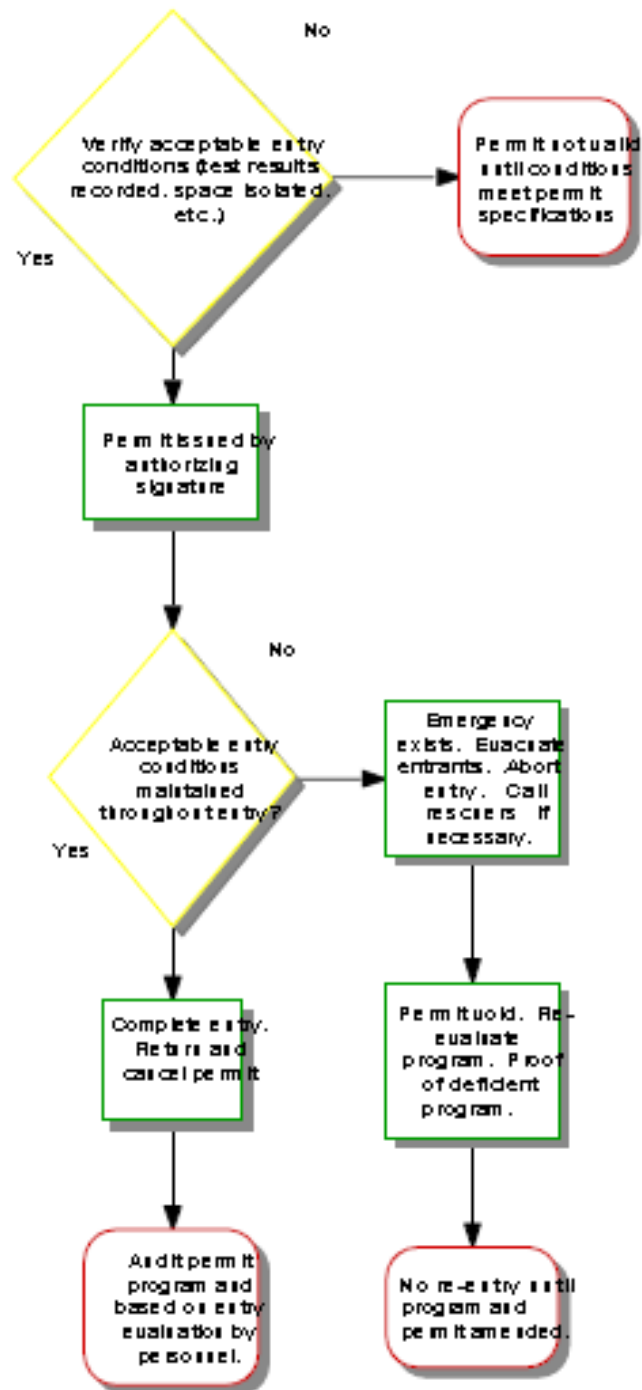 No
Verify acceptable entry
conditions (test results
recorded, space isolated,
etc.)
Permit not valid
until conditions
meet permit
specifications
Yes
Permit issued by
authorizing
signature
No
Acceptable entry
conditions
maintained
throughout entry?
Emergency
exists. Evacuate
entrants. Abort
entry. Call
rescuers if
necessary.
Yes
Complete entry.
Return and
cancel permit
Permit void. Re-
evaluate
program. Proof
of deficient
program.
Audit permit
program and
based on entry
evaluation by
personnel.
No re-entry until
program and
permit amended.